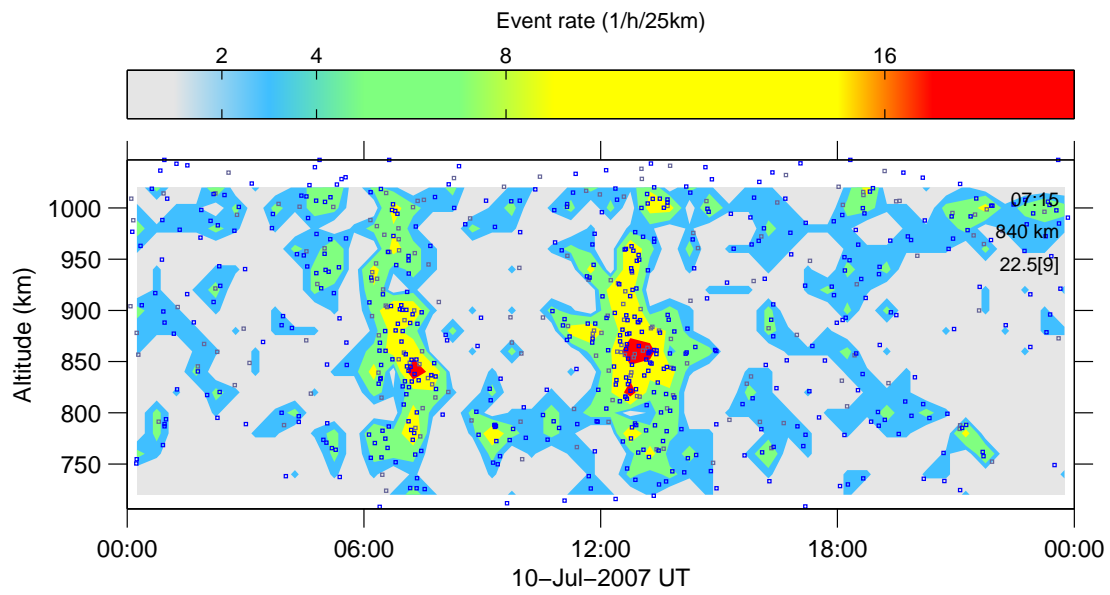 Event rate (1/h/25km)
2 4 8 16
07:15
840 km
22.5[9]
Altitude (km)
1000
950
900
850
800
750
00:00 06:00 12:00 18:00 00:00
10−Jul−2007 UT